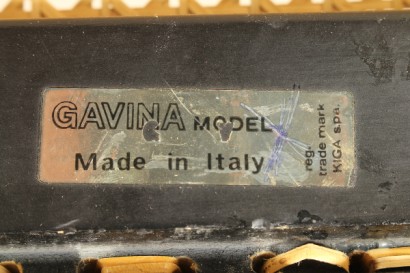 GAVINA MODEL
Made in Italy
reg.
trade mark
KIGA s.p.a.